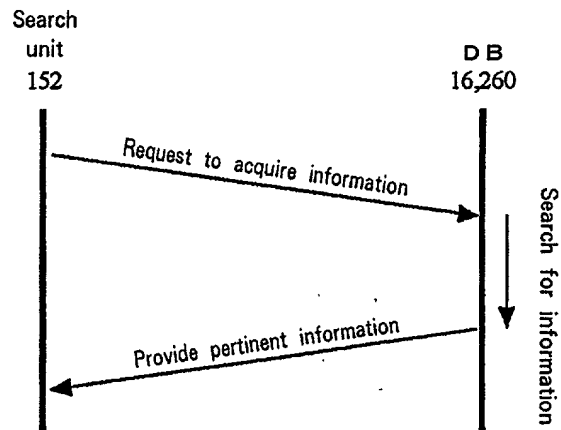 Search
unit
152
D B
16,260
Request to acquire information
Search for information
Provide pertinent information